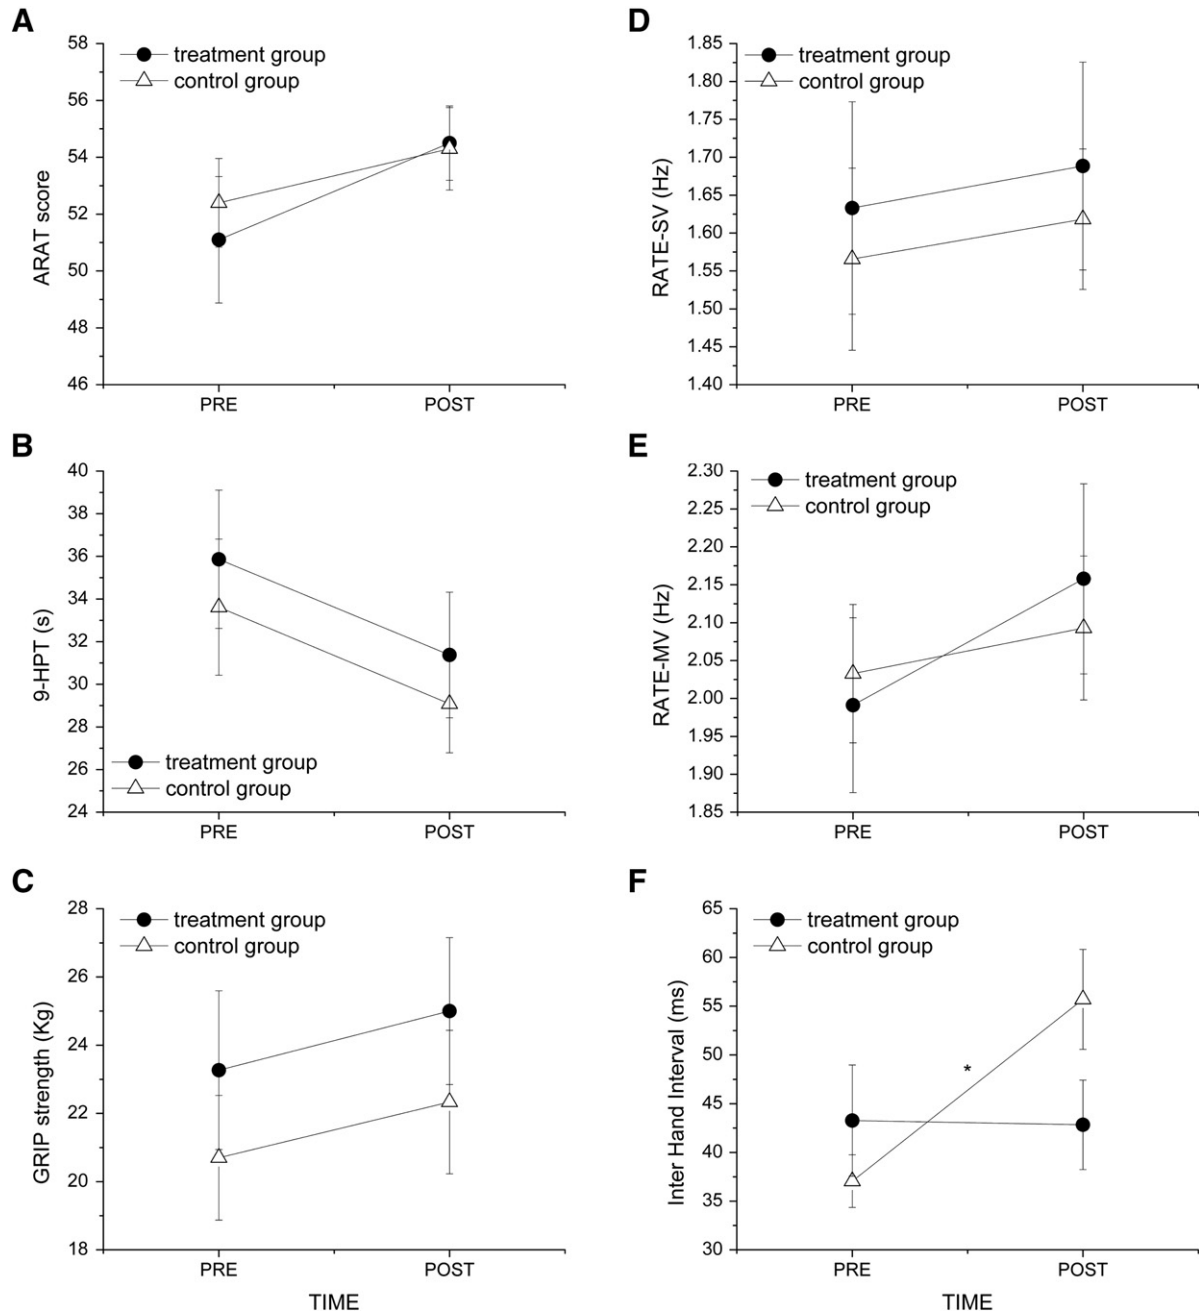 A
58
56
54
52
50
48
46
ARAT score
treatment group
control group
PRE
POST
B
40
38
36
34
32
30
28
26
24
9-HPT (s)
treatment group
control group
PRE
POST
C
28
26
24
22
20
18
GRIP strength (Kg)
treatment group
control group
PRE
POST
TIME
D
1.85
1.80
1.75
1.70
1.65
1.60
1.55
1.50
1.45
1.40
RATE-SV (Hz)
treatment group
control group
PRE
POST
E
2.30
2.25
2.20
2.15
2.10
2.05
2.00
1.95
1.90
1.85
RATE-MV (Hz)
treatment group
control group
PRE
POST
F
65
60
55
50
45
40
35
30
Inter Hand Interval (ms)
treatment group
control group
*
PRE
POST
TIME